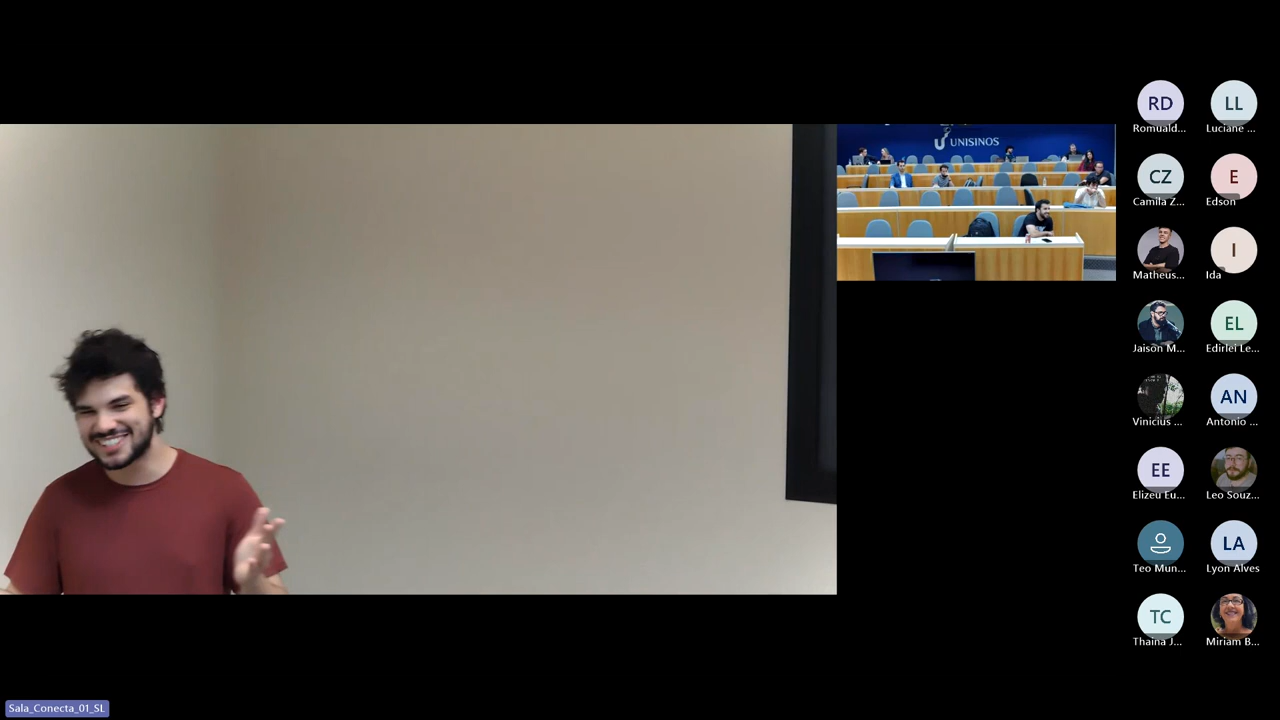 UNISINOS
RD
LL
Romuald...
Luciane ...
CZ
E
Camila Z...
Edson
I
Matheus...
Ida
EL
Jaison M...
Edirlei Le...
AN
Vinicius ...
Antonio ...
EE
Elizeu Eu...
Leo Souz...
LA
Teo Mun...
Lyon Alves
TC
Thaina J...
Miriam B...
Sala_Conecta_01_SL